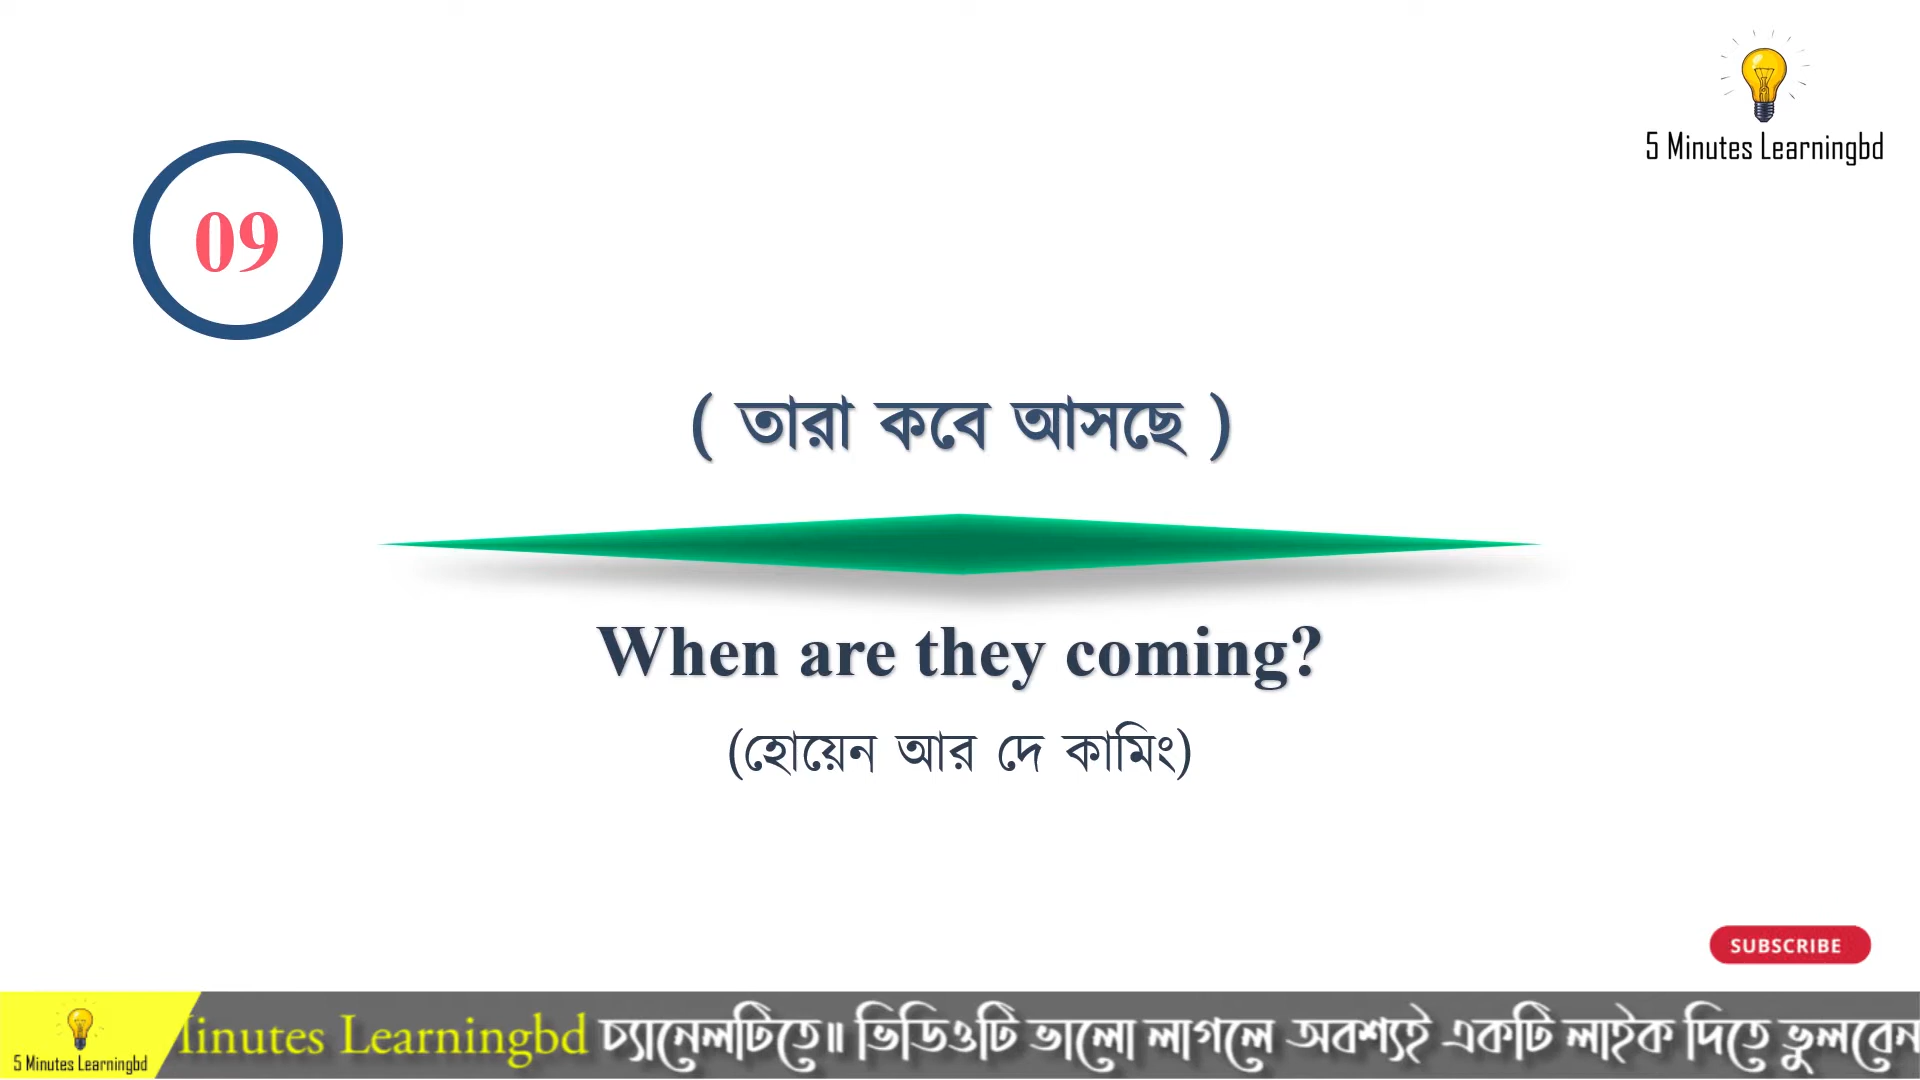 5 Minutes Learningbd
09
( তারা কবে আসছে )
When are they coming?
(হোয়েন আর দে কামিং)
SUBSCRIBE
5 Minutes Learningbd
Minutes Learningbd চ্যানেলটিতে॥ ভিডিওটি ভালো লাগলে অবশ্যই একটি লাইক দিতে ভুলবেন